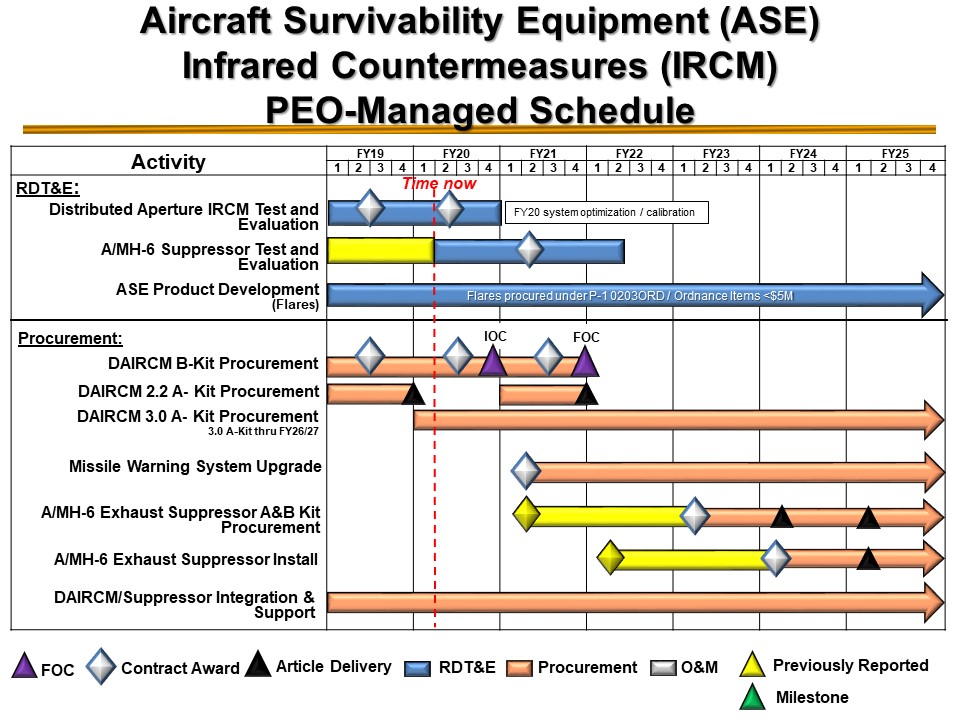 Aircraft Survivability Equipment (ASE)
Infrared Countermeasures (IRCM)
PEO-Managed Schedule
Activity
FY19 FY20 FY21 FY22 FY23 FY24 FY25
1 2 3 4 1 2 3 4 1 2 3 4 1 2 3 4 1 2 3 4 1 2 3 4 1 2 3 4
Time now
RDT&E:
Distributed Aperture IRCM Test and
Evaluation
FY20 system optimization / calibration
A/MH-6 Suppressor Test and
Evaluation
ASE Product Development
(Flares)
Flares procured under P-1 0203ORD / Ordnance Items <$5M
Procurement:
IOC
FOC
DAIRCM B-Kit Procurement
DAIRCM 2.2 A- Kit Procurement
DAIRCM 3.0 A- Kit Procurement
3.0 A-Kit thru FY26/27
Missile Warning System Upgrade
A/MH-6 Exhaust Suppressor A&B Kit
Procurement
A/MH-6 Exhaust Suppressor Install
DAIRCM/Suppressor Integration &
Support
FOC
Contract Award
Article Delivery
RDT&E
Procurement
O&M
Previously Reported
Milestone